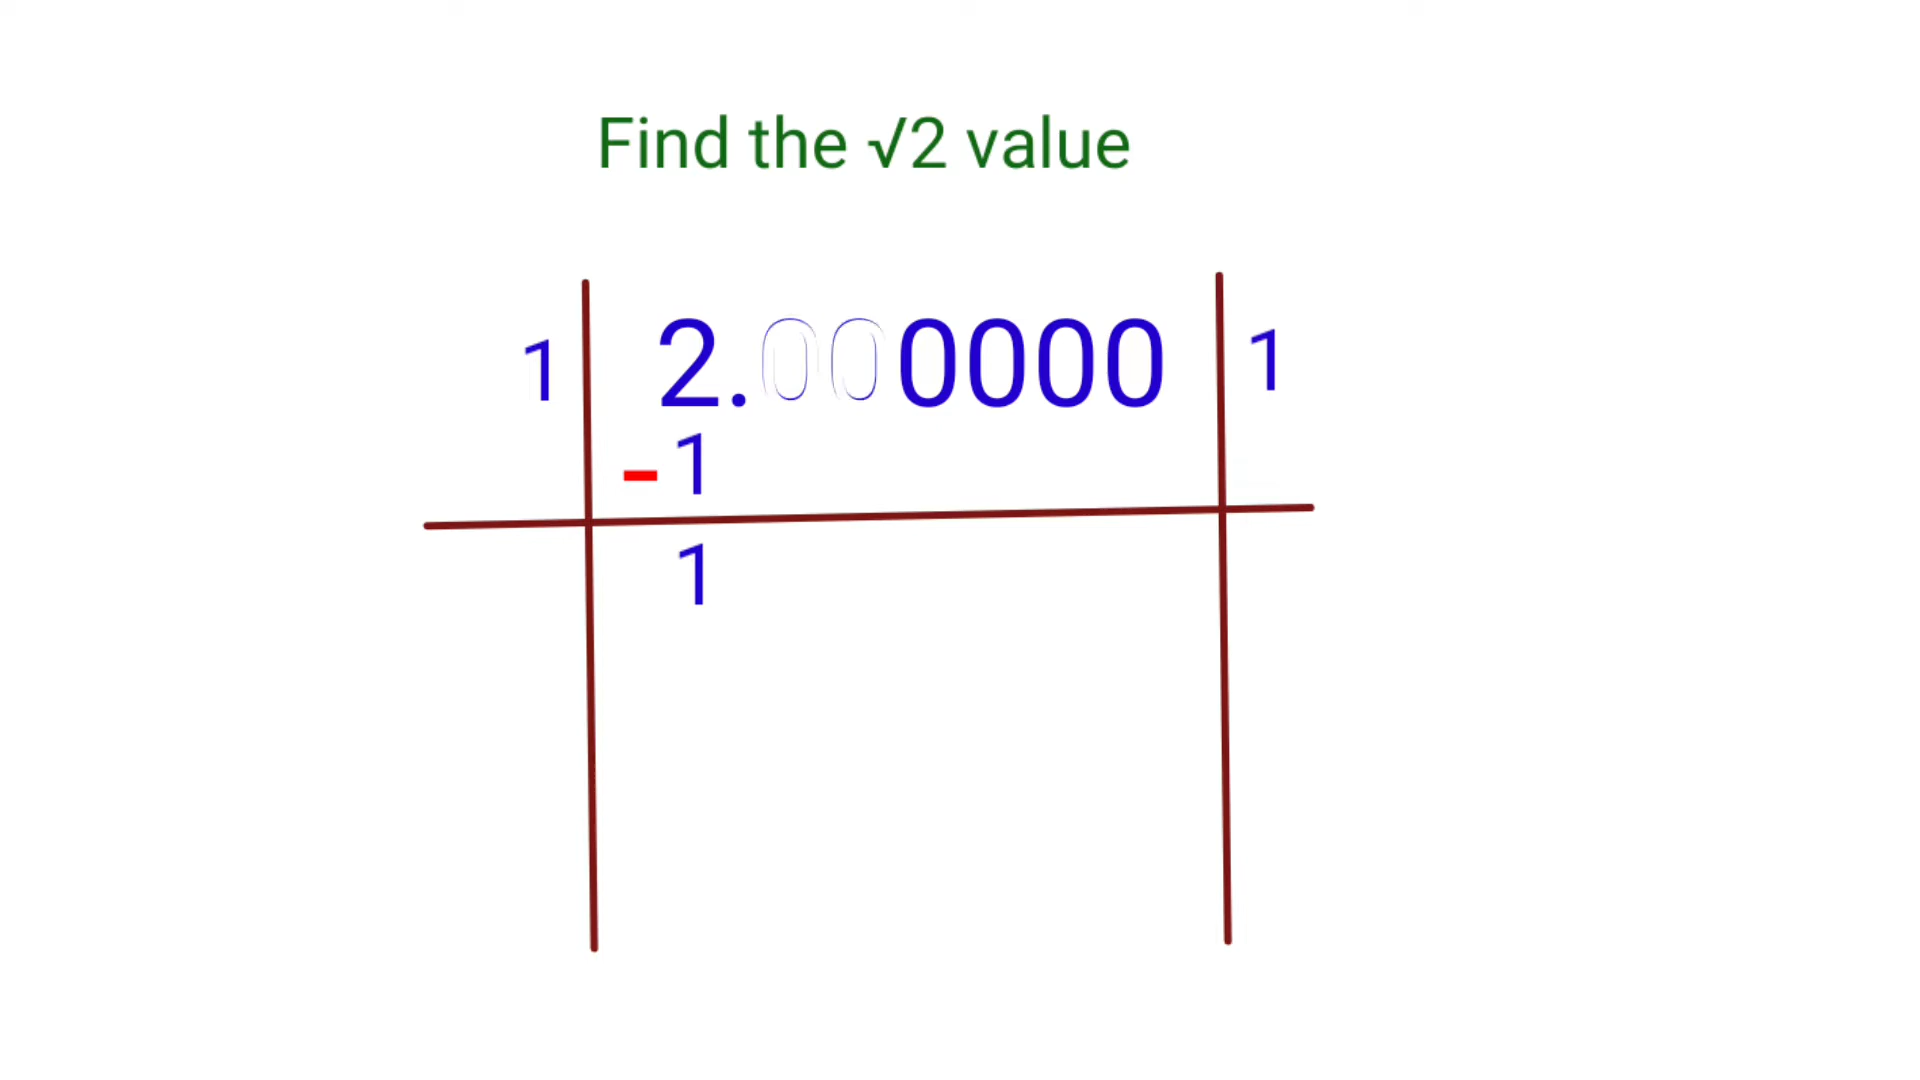 Find the √2 value
1 2.000000 1
-1
1